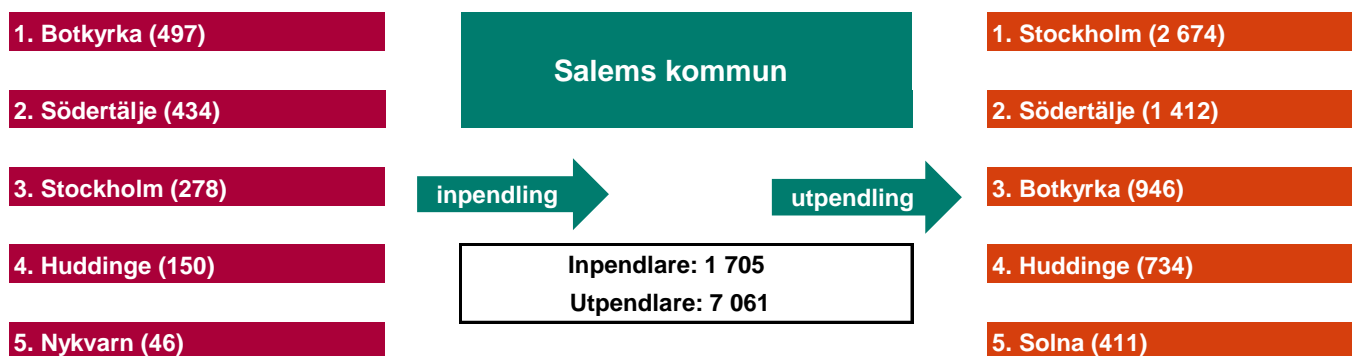 1. Botkyrka (497)
2. Södertälje (434)
3. Stockholm (278)
4. Huddinge (150)
5. Nykvarn (46)
Salems kommun
inpendling
utpendling
Inpendlare: 1 705
Utpendlare: 7 061
1. Stockholm (2 674)
2. Södertälje (1 412)
3. Botkyrka (946)
4. Huddinge (734)
5. Solna (411)